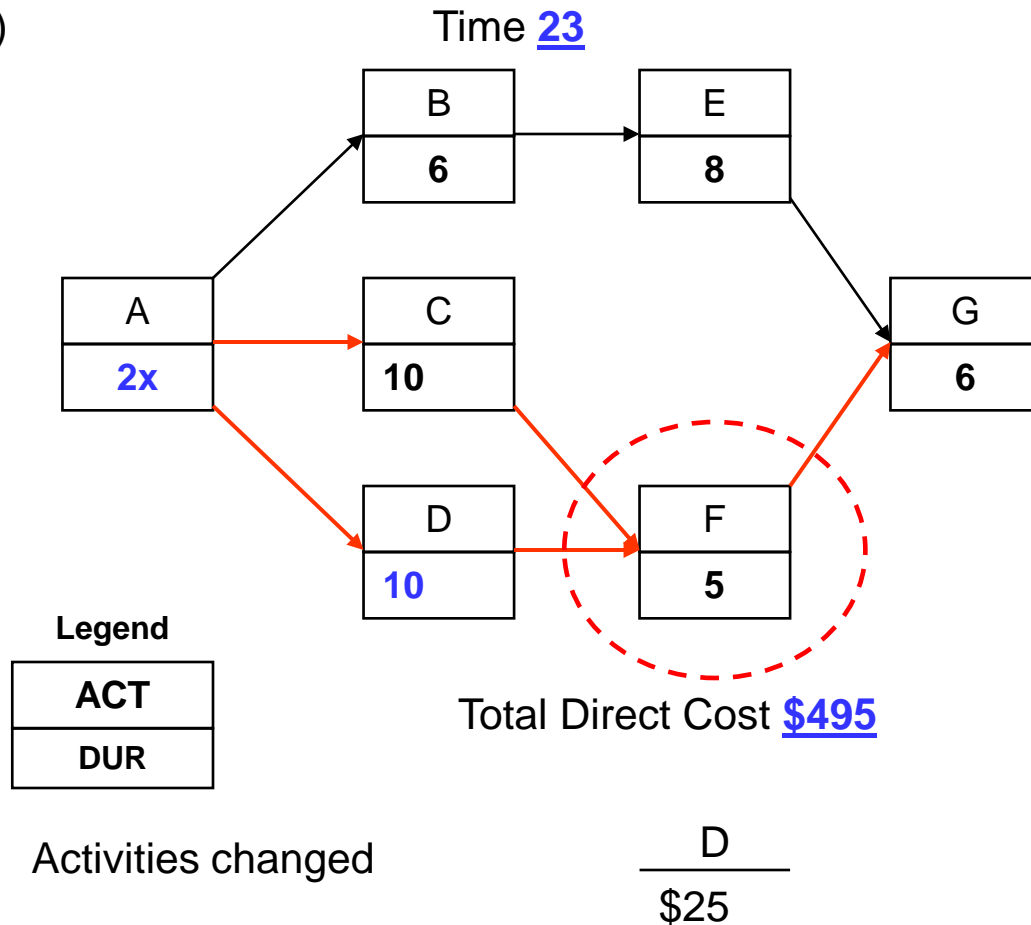 )
Time 23
B
6
E
8
A
2x
C
10
G
6
D
10
F
5
Legend
ACT
DUR
Total Direct Cost $495
Activities changed
D
$25